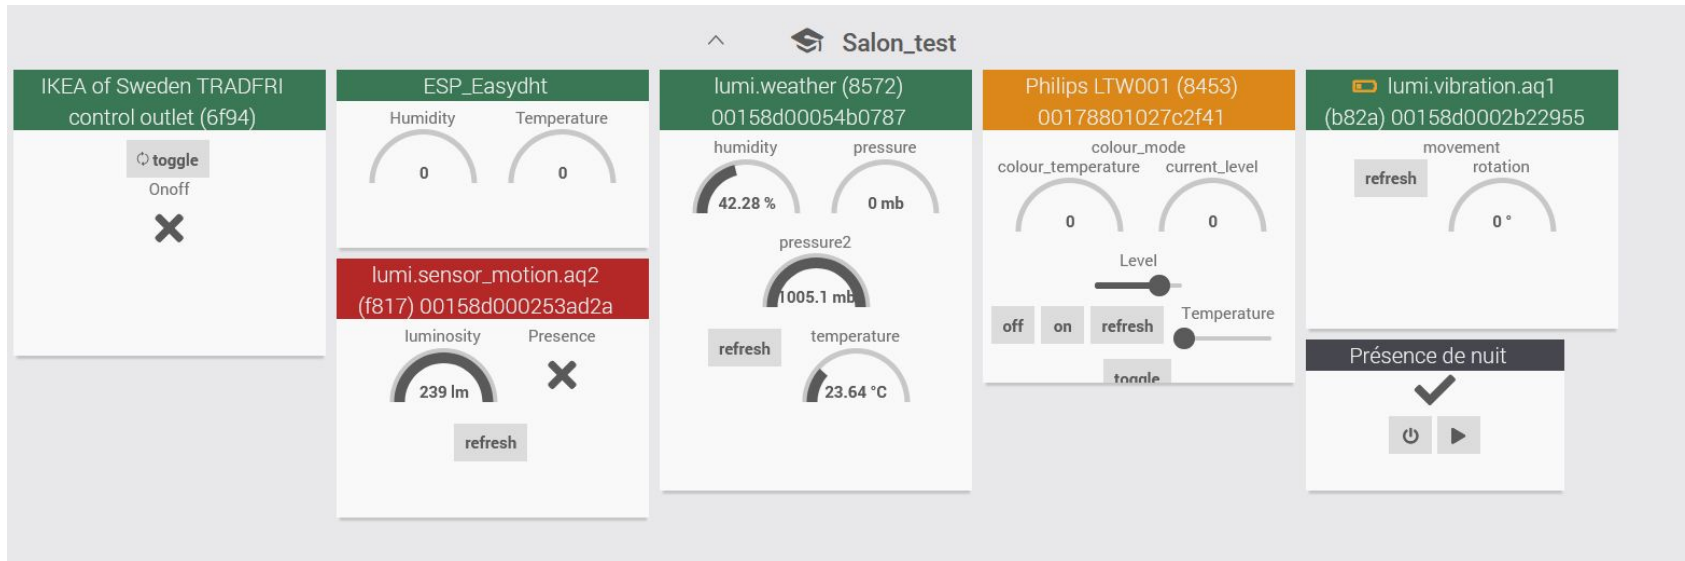 Salon_test
IKEA of Sweden TRADFRI
control outlet (6f94)
toggle
Onoff
ESP_Easydht
Humidity Temperature
0 0
lumi.sensor_motion.aq2
(f817) 00158d000253ad2a
luminosity Presence
239 lm
refresh
lumi.weather (8572)
00158d00054b0787
humidity pressure
42.28 % 0 mb
pressure2
1005.1 mb
refresh temperature
23.64 °C
Philips LTW001 (8453)
00178801027c2f41
colour_mode
colour_temperature current_level
0 0
Level
off on refresh Temperature
toggle
lumi.vibration.aq1
(b82a) 00158d0002b22955
movement
refresh rotation
0 °
Présence de nuit